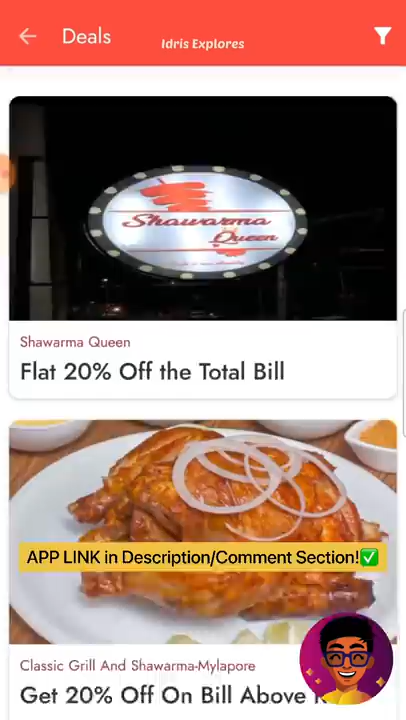 Deals
Idris Explores
Shawarma
Queen
Shawarma Queen
Flat 20% Off the Total Bill
APP LINK in Description/Comment Section!✅
Classic Grill And Shawarma-Mylapore
Get 20% Off On Bill Above